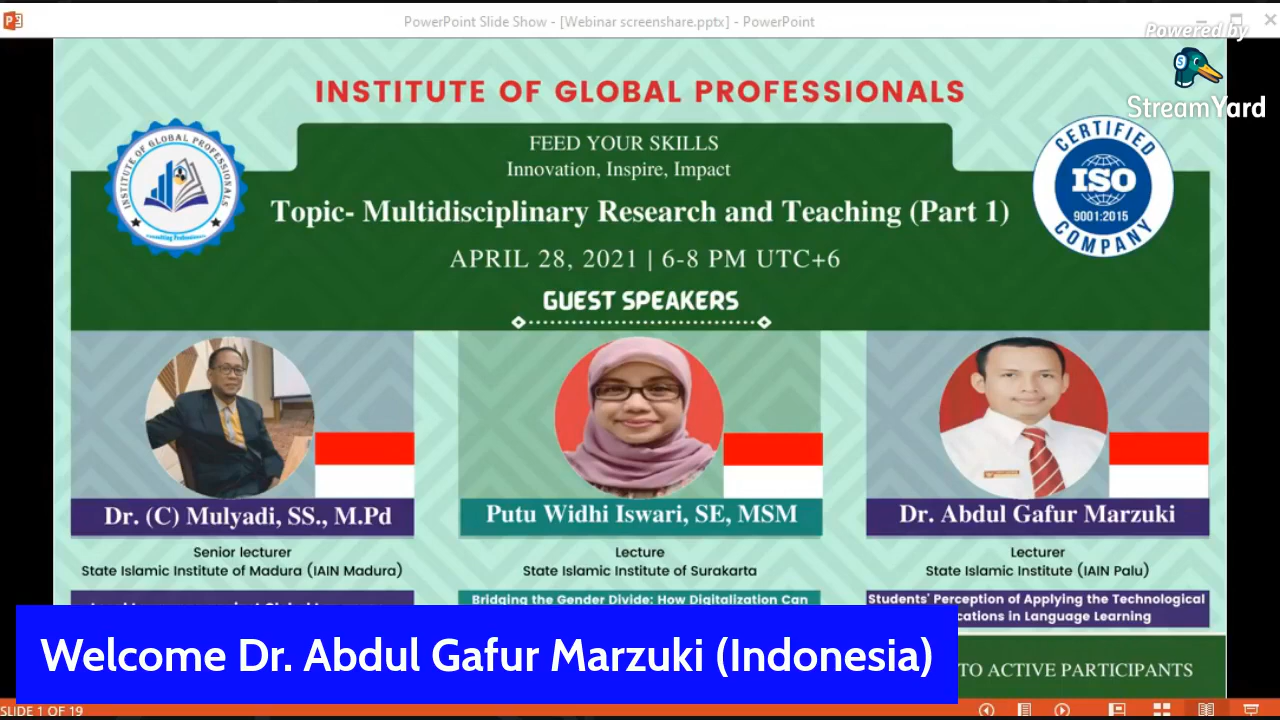 PowerPoint Slide Show - [Webinar screenshare.pptx] - PowerPoint
Powered by
StreamYard
INSTITUTE OF GLOBAL PROFESSIONALS
INSTITUTE OF GLOBAL PROFESSIONALS
CERTIFIED
ISO
9001:2015
COMPANY
FEED YOUR SKILLS
Innovation, Inspire, Impact
Topic- Multidisciplinary Research and Teaching (Part 1)
APRIL 28, 2021 | 6-8 PM UTC+6
GUEST SPEAKERS
Dr. (C) Mulyadi, SS., M.Pd
Senior lecturer
State Islamic Institute of Madura (IAIN Madura)
Putu Widhi Iswari, SE, MSM
Lecture
State Islamic Institute of Surakarta
Bridging the Gender Divide: How Digitalization Can
Dr. Abdul Gafur Marzuki
Lecturer
State Islamic Institute (IAIN Palu)
Students' Perception of Applying the Technological
cations in Language Learning
Welcome Dr. Abdul Gafur Marzuki (Indonesia)
TO ACTIVE PARTICIPANTS
SLIDE 1 OF 19